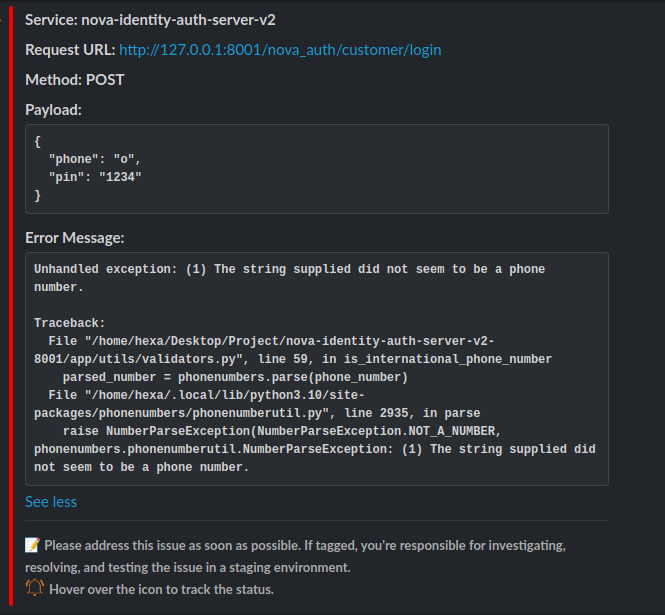 Service: nova-identity-auth-server-v2
Request URL: http://127.0.0.1:8001/nova_auth/customer/login
Method: POST
Payload:
{
  "phone": "o",
  "pin": "1234"
}
Error Message:
Unhandled exception: (1) The string supplied did not seem to be a phone
number.
Traceback:
  File "/home/hexa/Desktop/Project/nova-identity-auth-server-v2-
8001/app/utils/validators.py", line 59, in is_international_phone_number
    parsed_number = phonenumbers.parse(phone_number)
  File "/home/hexa/.local/lib/python3.10/site-
packages/phonenumbers/phonenumberutil.py", line 2935, in parse
    raise NumberParseException(NumberParseException.NOT_A_NUMBER,
phonenumbers.phonenumberutil.NumberParseException: (1) The string supplied did
not seem to be a phone number.
See less
📝 Please address this issue as soon as possible. If tagged, you're responsible for investigating,
resolving, and testing the issue in a staging environment.
Hover over the icon to track the status.